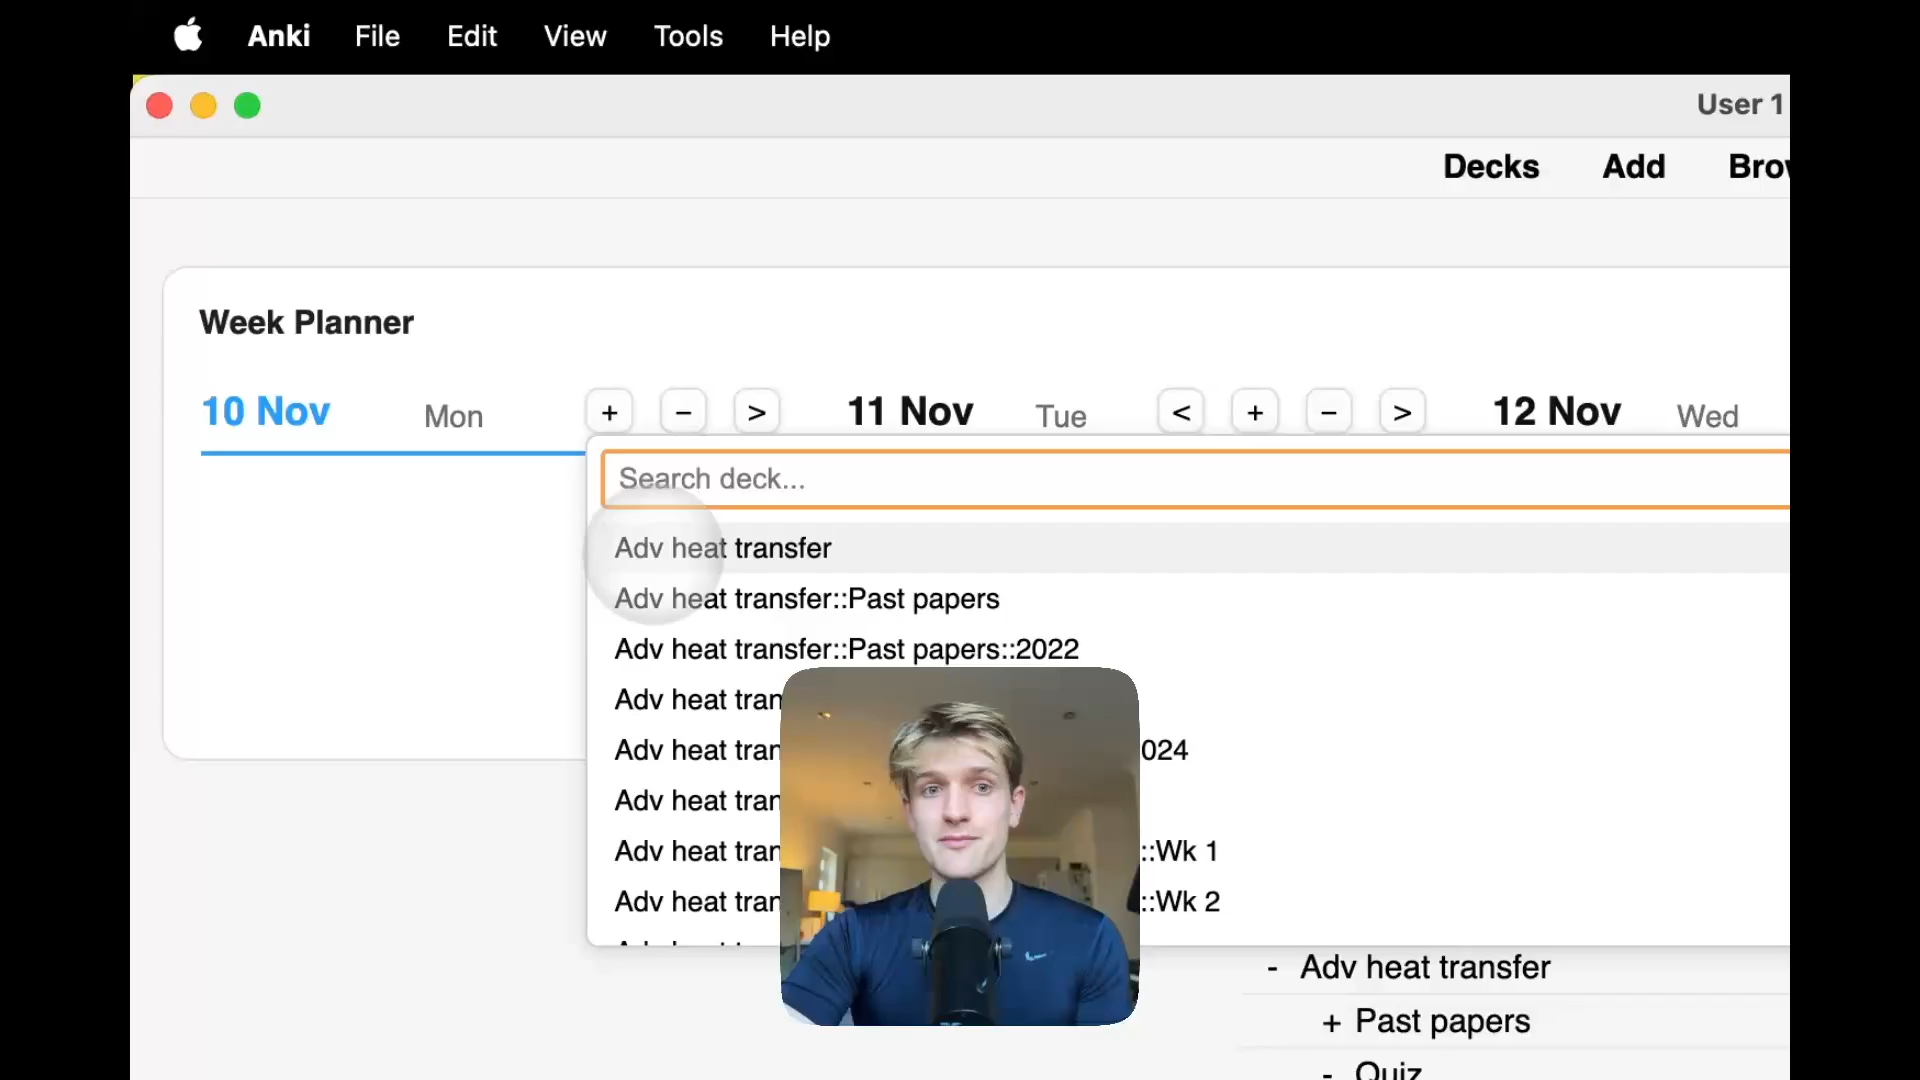 Anki File Edit View Tools Help
User 1
Decks Add Brow
Week Planner
10 Nov Mon + − > 11 Nov Tue < + − > 12 Nov Wed
Search deck...
Adv heat transfer
Adv heat transfer::Past papers
Adv heat transfer::Past papers::2022
Adv heat tran
Adv heat tran 024
Adv heat tran
Adv heat tran ::Wk 1
Adv heat tran ::Wk 2
- Adv heat transfer
+ Past papers
- Quiz